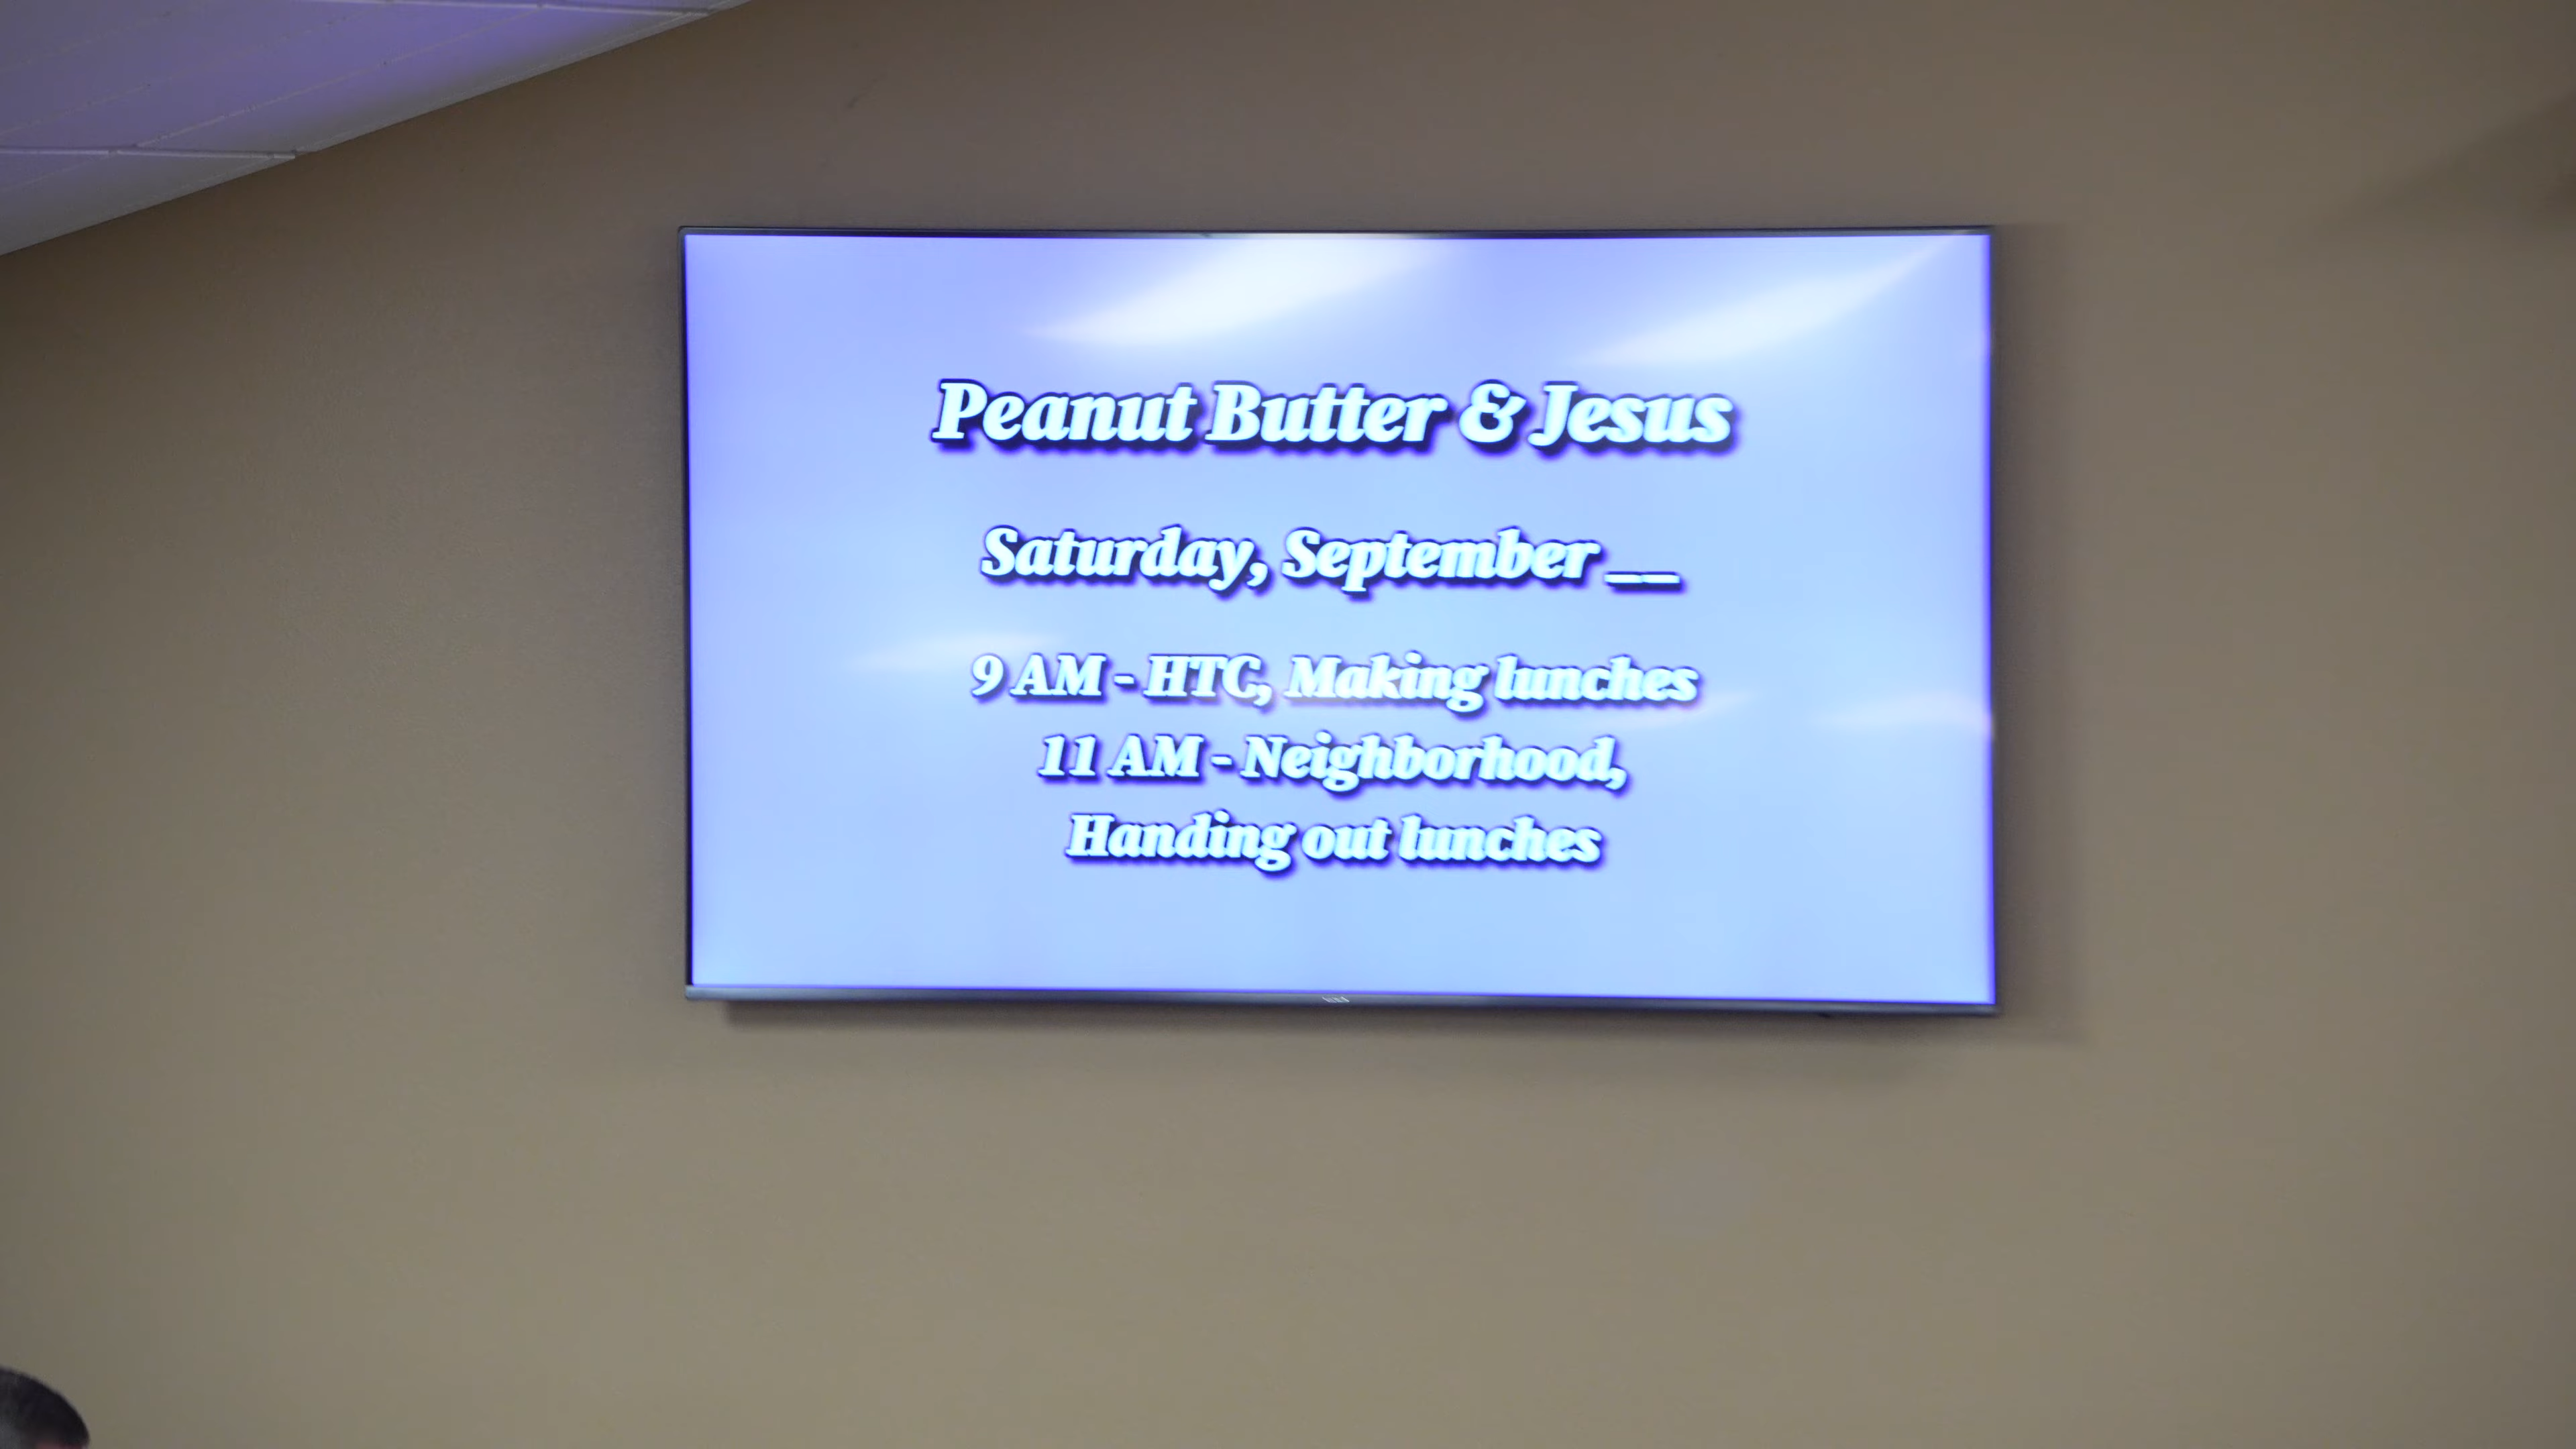 Peanut Butter & Jesus
Saturday, September __
9 AM - HTC, Making lunches
11 AM - Neighborhood,
Handing out lunches